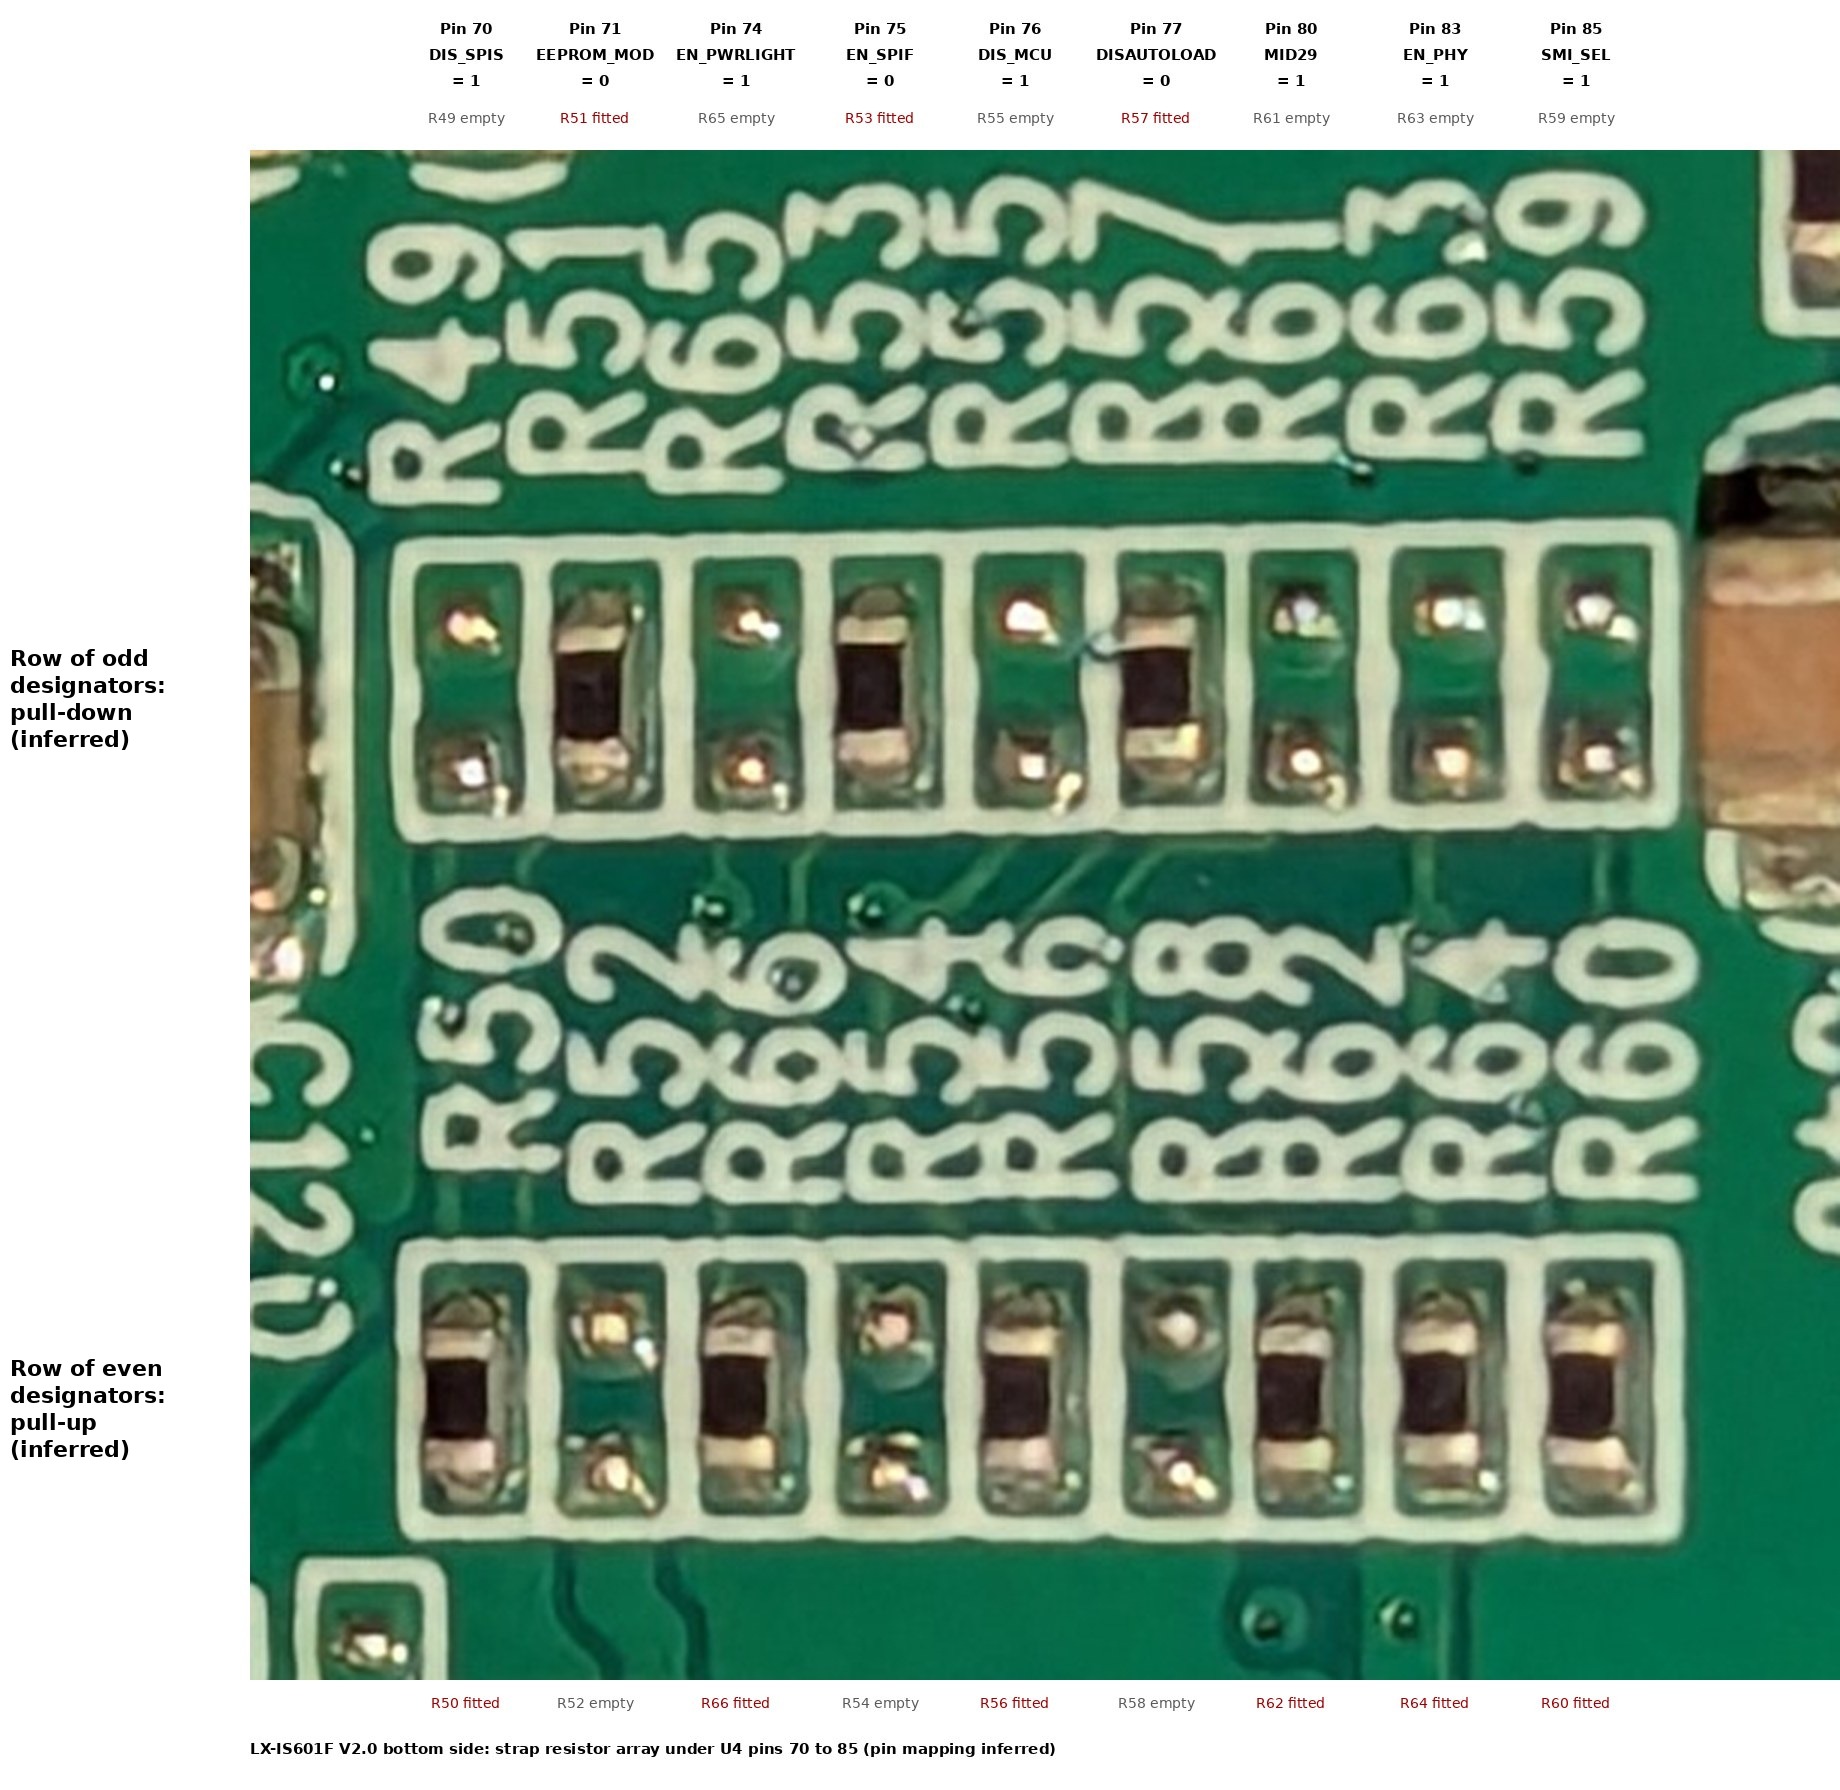 Pin 70 Pin 71 Pin 74 Pin 75 Pin 76 Pin 77 Pin 80 Pin 83 Pin 85
DIS_SPIS EEPROM_MOD EN_PWRLIGHT EN_SPIF DIS_MCU DISAUTOLOAD MID29 EN_PHY SMI_SEL
= 1 = 0 = 1 = 0 = 1 = 0 = 1 = 1 = 1
R49 empty R51 fitted R65 empty R53 fitted R55 empty R57 fitted R61 empty R63 empty R59 empty
R49 R51 R65 R53 R55 R57 R61 R63 R59
Row of odd
designators:
pull-down
(inferred)
R50 R52 R66 R54 R56 R58 R62 R64 R60
Row of even
designators:
pull-up
(inferred)
R50 fitted R52 empty R66 fitted R54 empty R56 fitted R58 empty R62 fitted R64 fitted R60 fitted
LX-IS601F V2.0 bottom side: strap resistor array under U4 pins 70 to 85 (pin mapping inferred)